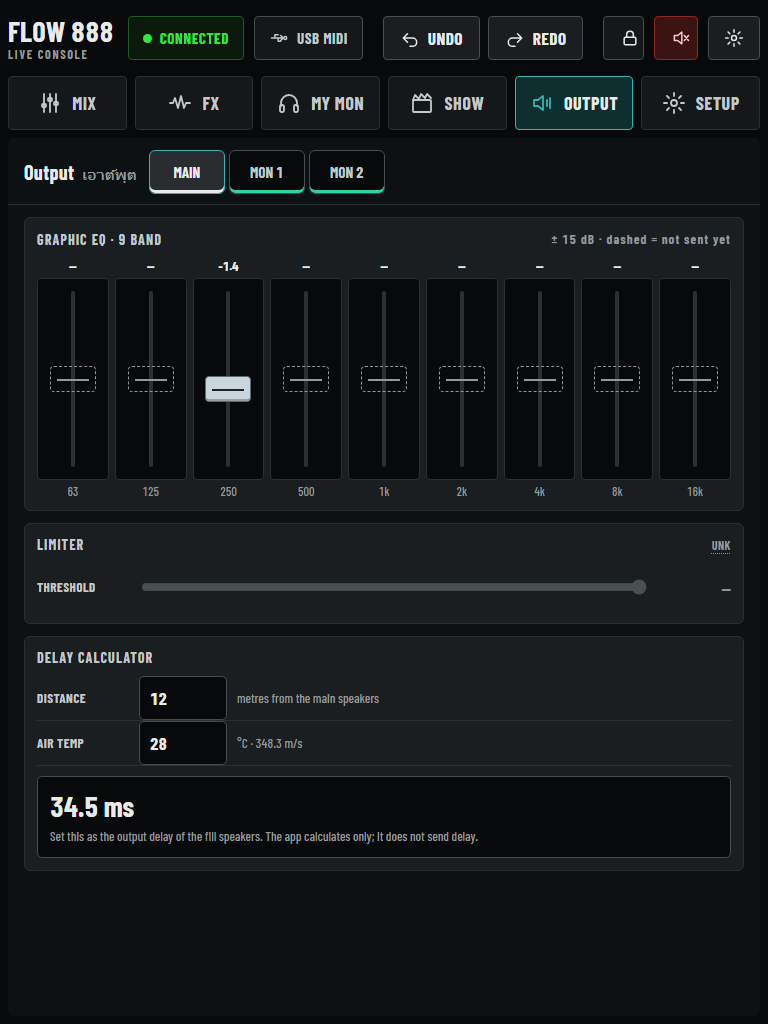 FLOW 888
LIVE CONSOLE
CONNECTED
USB MIDI
UNDO
REDO
MIX
FX
MY MON
SHOW
OUTPUT
SETUP
Output เอาต์พุต
MAIN
MON 1
MON 2
GRAPHIC EQ · 9 BAND
± 15 dB · dashed = not sent yet
– – -1.4 – – – – – –
63 125 250 500 1k 2k 4k 8k 16k
LIMITER
UNK
THRESHOLD
–
DELAY CALCULATOR
DISTANCE 12 metres from the main speakers
AIR TEMP 28 °C · 348.3 m/s
34.5 ms
Set this as the output delay of the fill speakers. The app calculates only; it does not send delay.